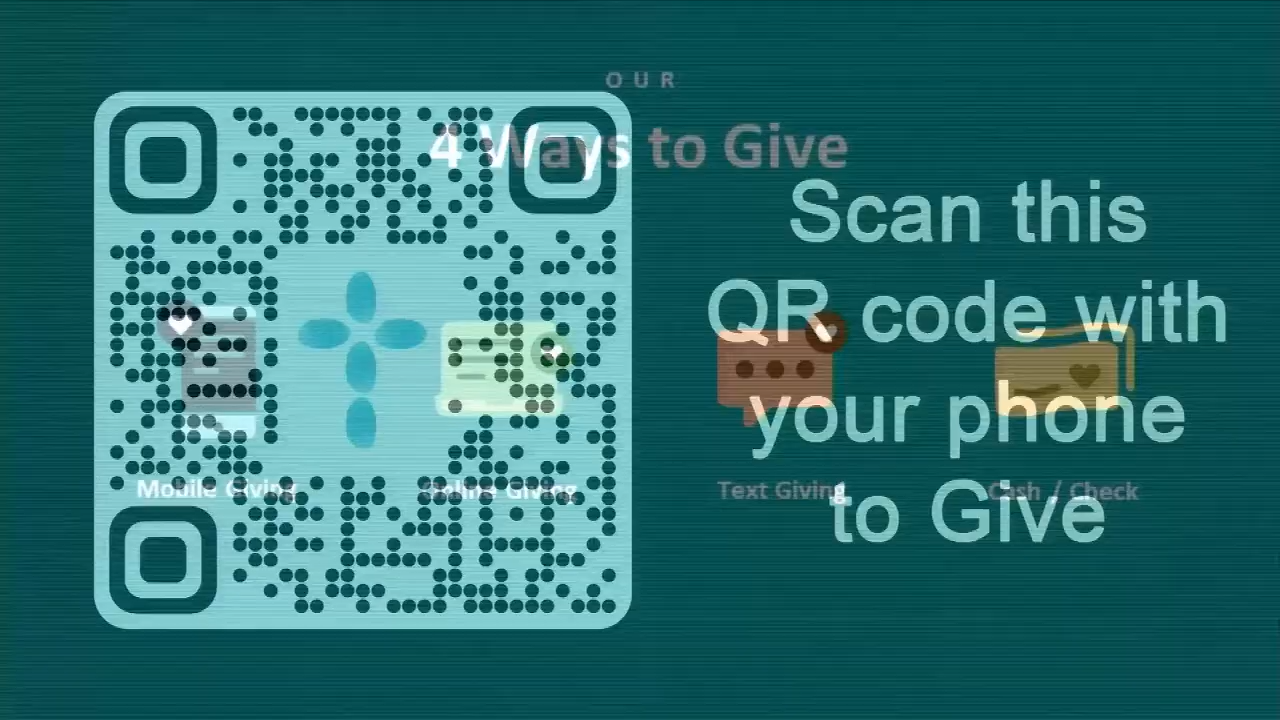 OUR
4 Ways to Give
Scan this
QR code with
your phone
to Give
Mobile Giving
Online Giving
Text Giving
Cash / Check